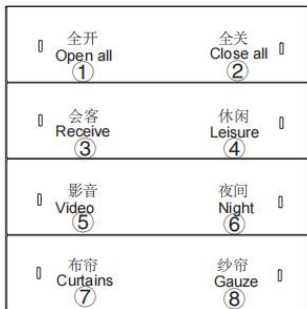 全开 全关
Open all Close all
① ②
会客 休闲
Receive Leisure
③ ④
影音 夜间
Video Night
⑤ ⑥
布帘 纱帘
Curtains Gauze
⑦ ⑧